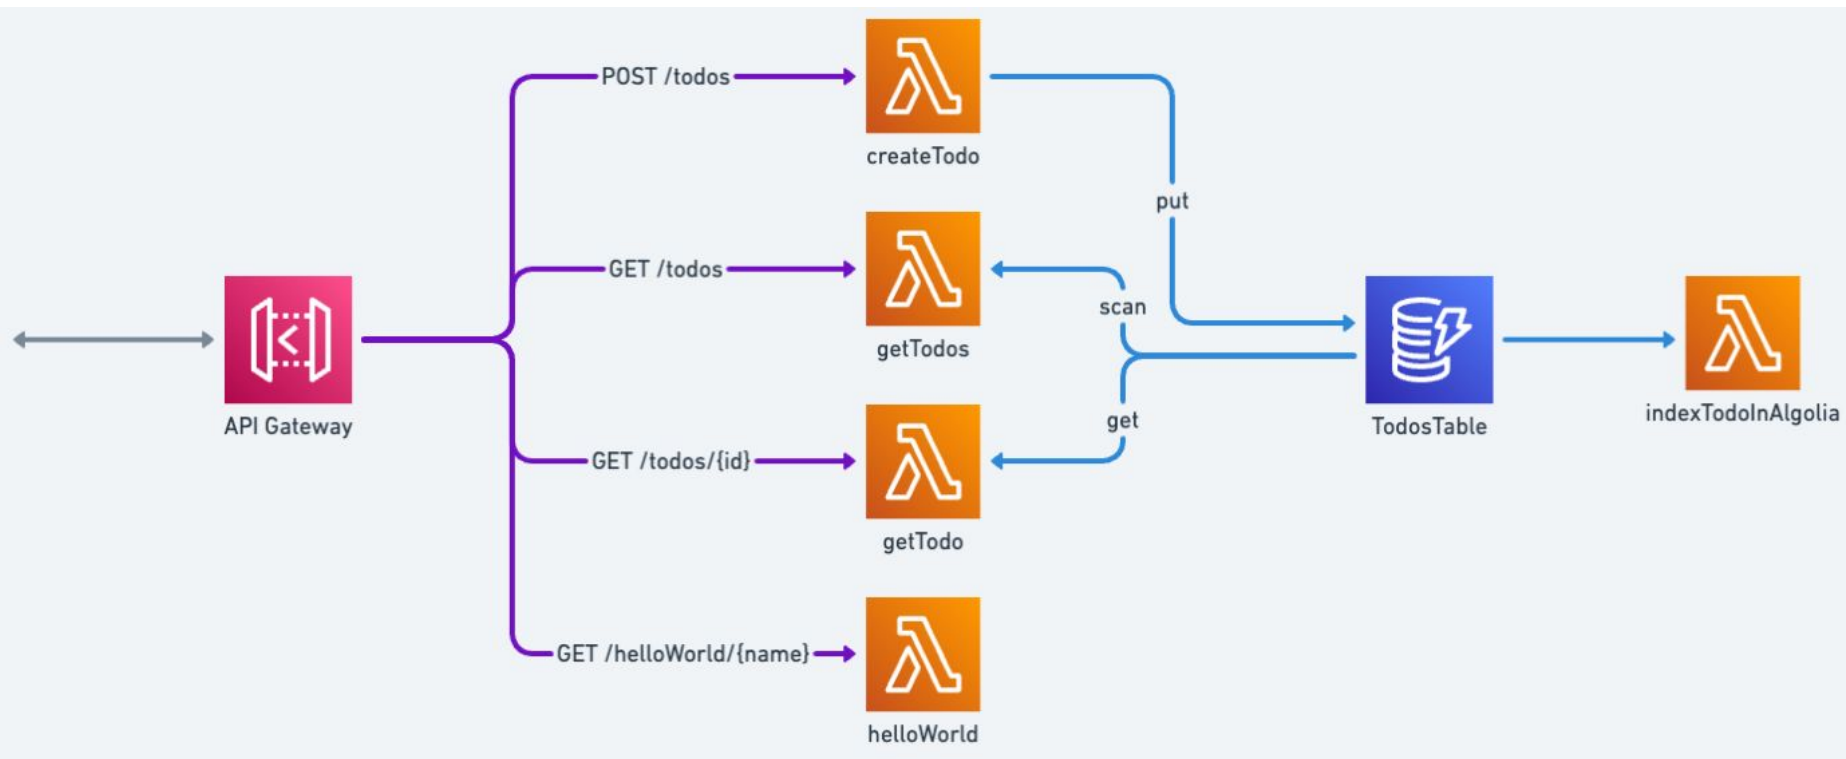 POST /todos
createTodo
put
GET /todos
getTodos
scan
API Gateway
TodosTable
indexTodoInAlgolia
get
GET /todos/{id}
getTodo
GET /helloWorld/{name}
helloWorld